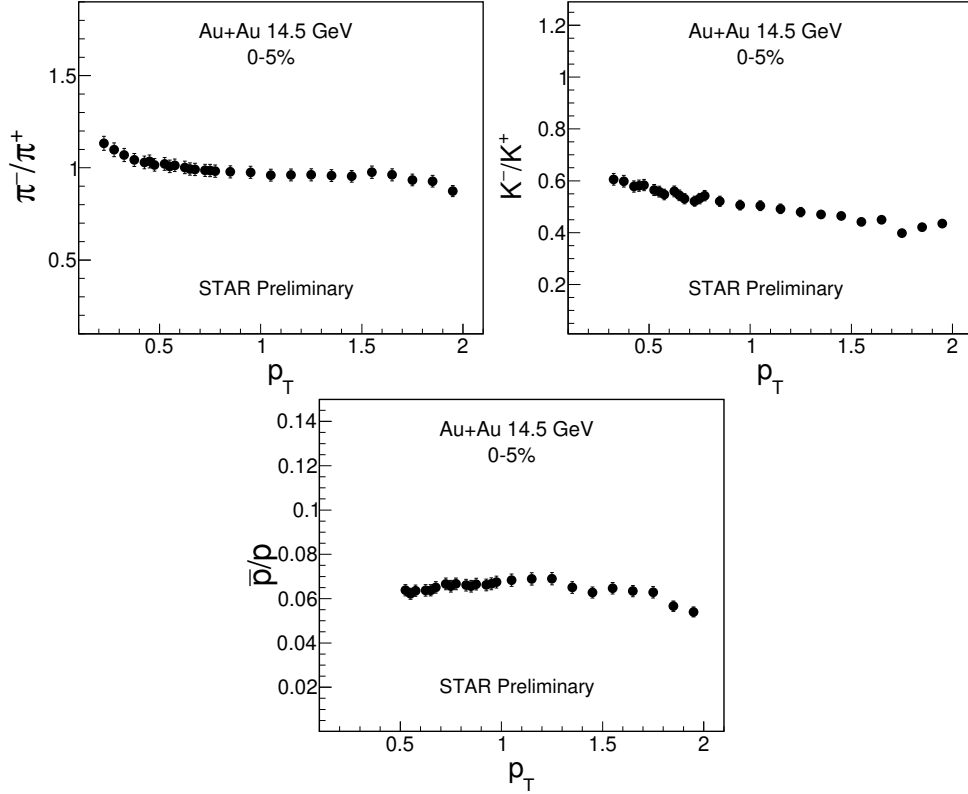 Au+Au 14.5 GeV
0-5%
1.5
1
0.5
π⁻/π⁺
STAR Preliminary
0.5 1 1.5 2
p_T
Au+Au 14.5 GeV
0-5%
1.2
1
0.8
0.6
0.4
0.2
K⁻/K⁺
STAR Preliminary
0.5 1 1.5 2
p_T
Au+Au 14.5 GeV
0-5%
0.14
0.12
0.1
0.08
0.06
0.04
0.02
p̅/p
STAR Preliminary
0.5 1 1.5 2
p_T